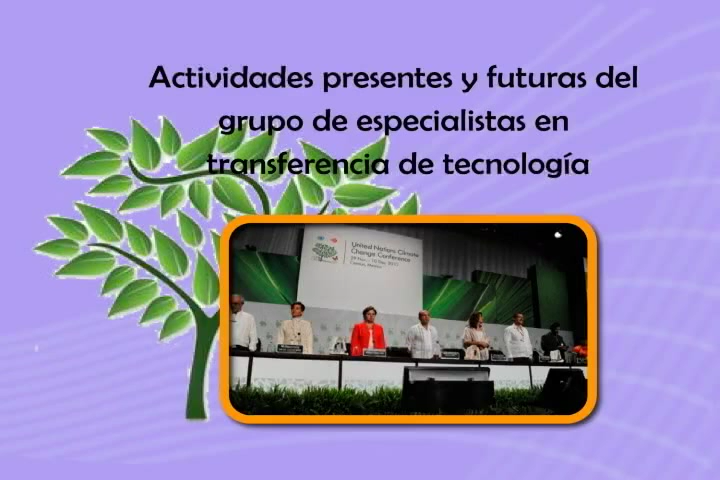 Actividades presentes y futuras del
grupo de especialistas en
transferencia de tecnología
United Nations Climate
Change Conference